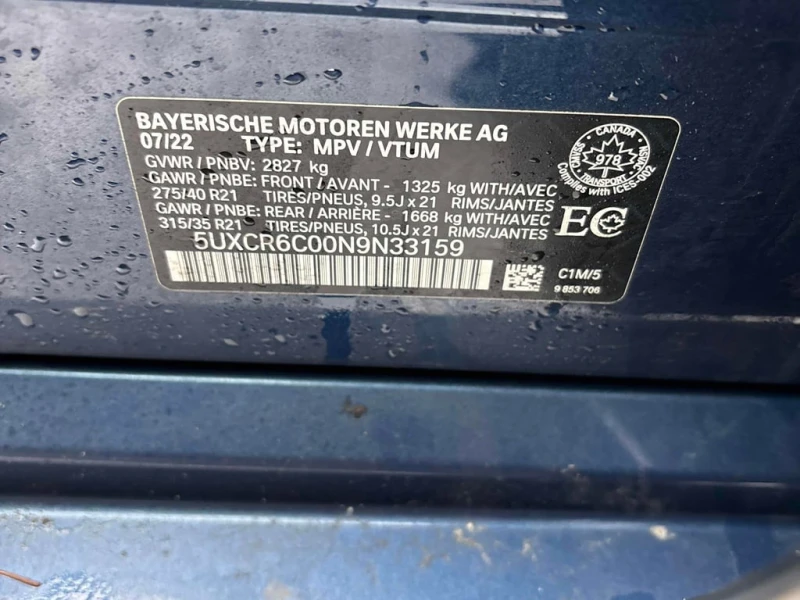 BAYERISCHE MOTOREN WERKE AG
07/22 TYPE: MPV / VTUM
GVWR / PNBV: 2827 kg
GAWR / PNBE: FRONT / AVANT - 1325 kg WITH/AVEC
275/40 R21 TIRES/PNEUS, 9.5J x 21 RIMS/JANTES
GAWR / PNBE: REAR / ARRIÈRE - 1668 kg WITH/AVEC
315/35 R21 TIRES/PNEUS, 10.5J x 21 RIMS/JANTES
5UXCR6C00N9N33159
CANADA
NSVAC
978
SMVSC
TRANSPORT
Complies with ICES-002
EC
C1M/5
9 853 706